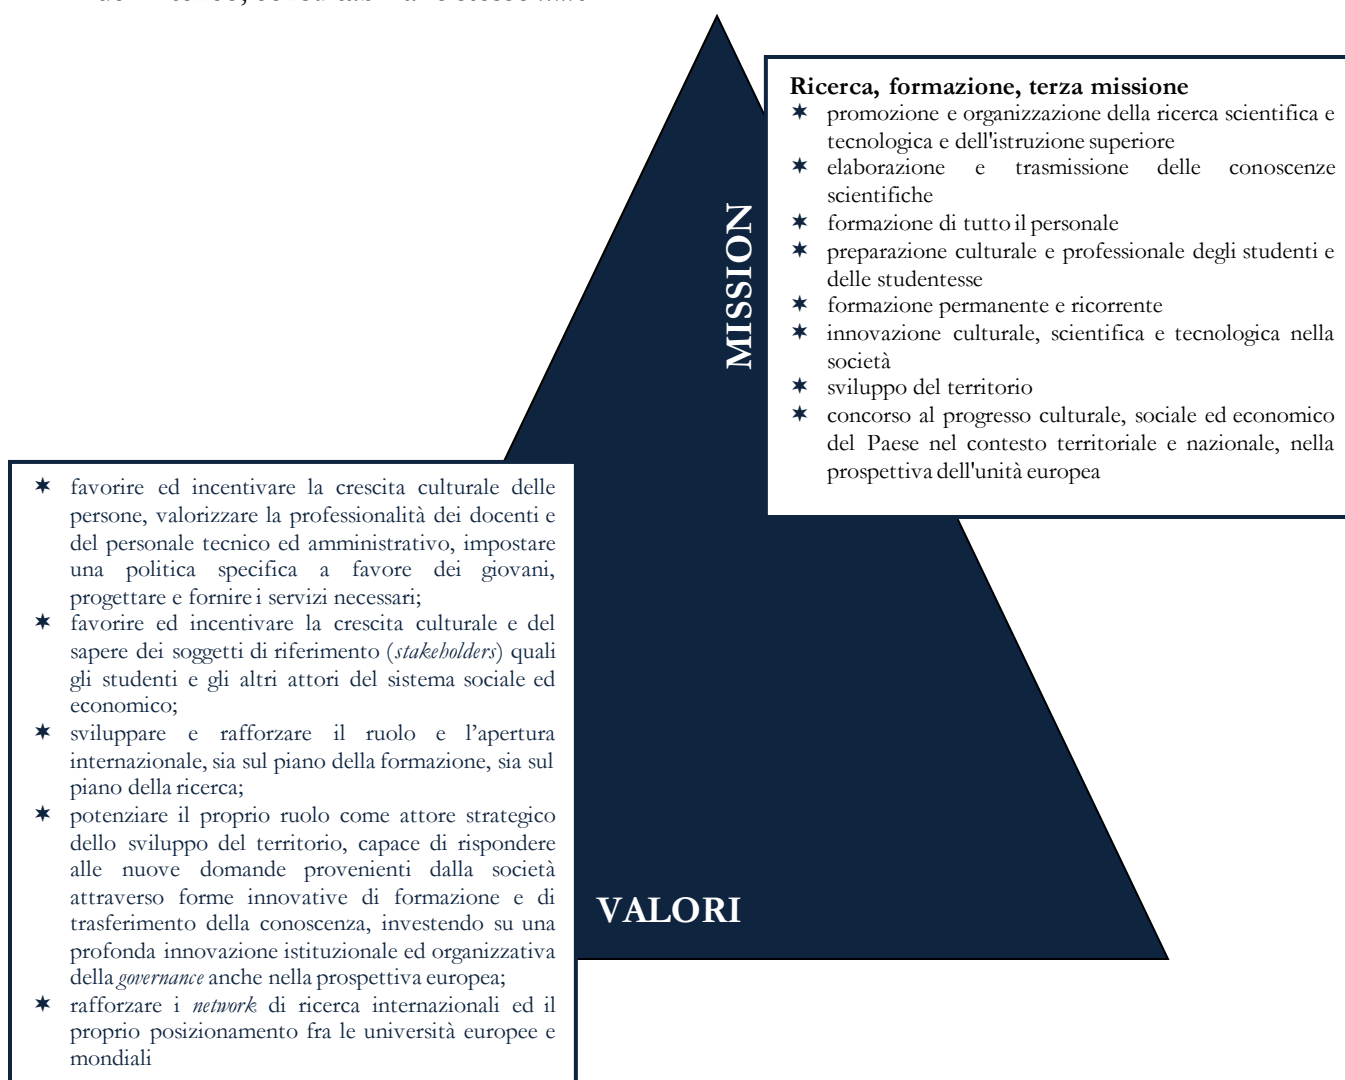 MISSION
Ricerca, formazione, terza missione
✶ promozione e organizzazione della ricerca scientifica e
tecnologica e dell'istruzione superiore
✶ elaborazione e trasmissione delle conoscenze
scientifiche
✶ formazione di tutto il personale
✶ preparazione culturale e professionale degli studenti e
delle studentesse
✶ formazione permanente e ricorrente
✶ innovazione culturale, scientifica e tecnologica nella
società
✶ sviluppo del territorio
✶ concorso al progresso culturale, sociale ed economico
del Paese nel contesto territoriale e nazionale, nella
prospettiva dell'unità europea
✶ favorire ed incentivare la crescita culturale delle
persone, valorizzare la professionalità dei docenti e
del personale tecnico ed amministrativo, impostare
una politica specifica a favore dei giovani,
progettare e fornire i servizi necessari;
✶ favorire ed incentivare la crescita culturale e del
sapere dei soggetti di riferimento (stakeholders) quali
gli studenti e gli altri attori del sistema sociale ed
economico;
✶ sviluppare e rafforzare il ruolo e l’apertura
internazionale, sia sul piano della formazione, sia sul
piano della ricerca;
✶ potenziare il proprio ruolo come attore strategico
dello sviluppo del territorio, capace di rispondere
alle nuove domande provenienti dalla società
attraverso forme innovative di formazione e di
trasferimento della conoscenza, investendo su una
profonda innovazione istituzionale ed organizzativa
della governance anche nella prospettiva europea;
✶ rafforzare i network di ricerca internazionali ed il
proprio posizionamento fra le università europee e
mondiali
VALORI